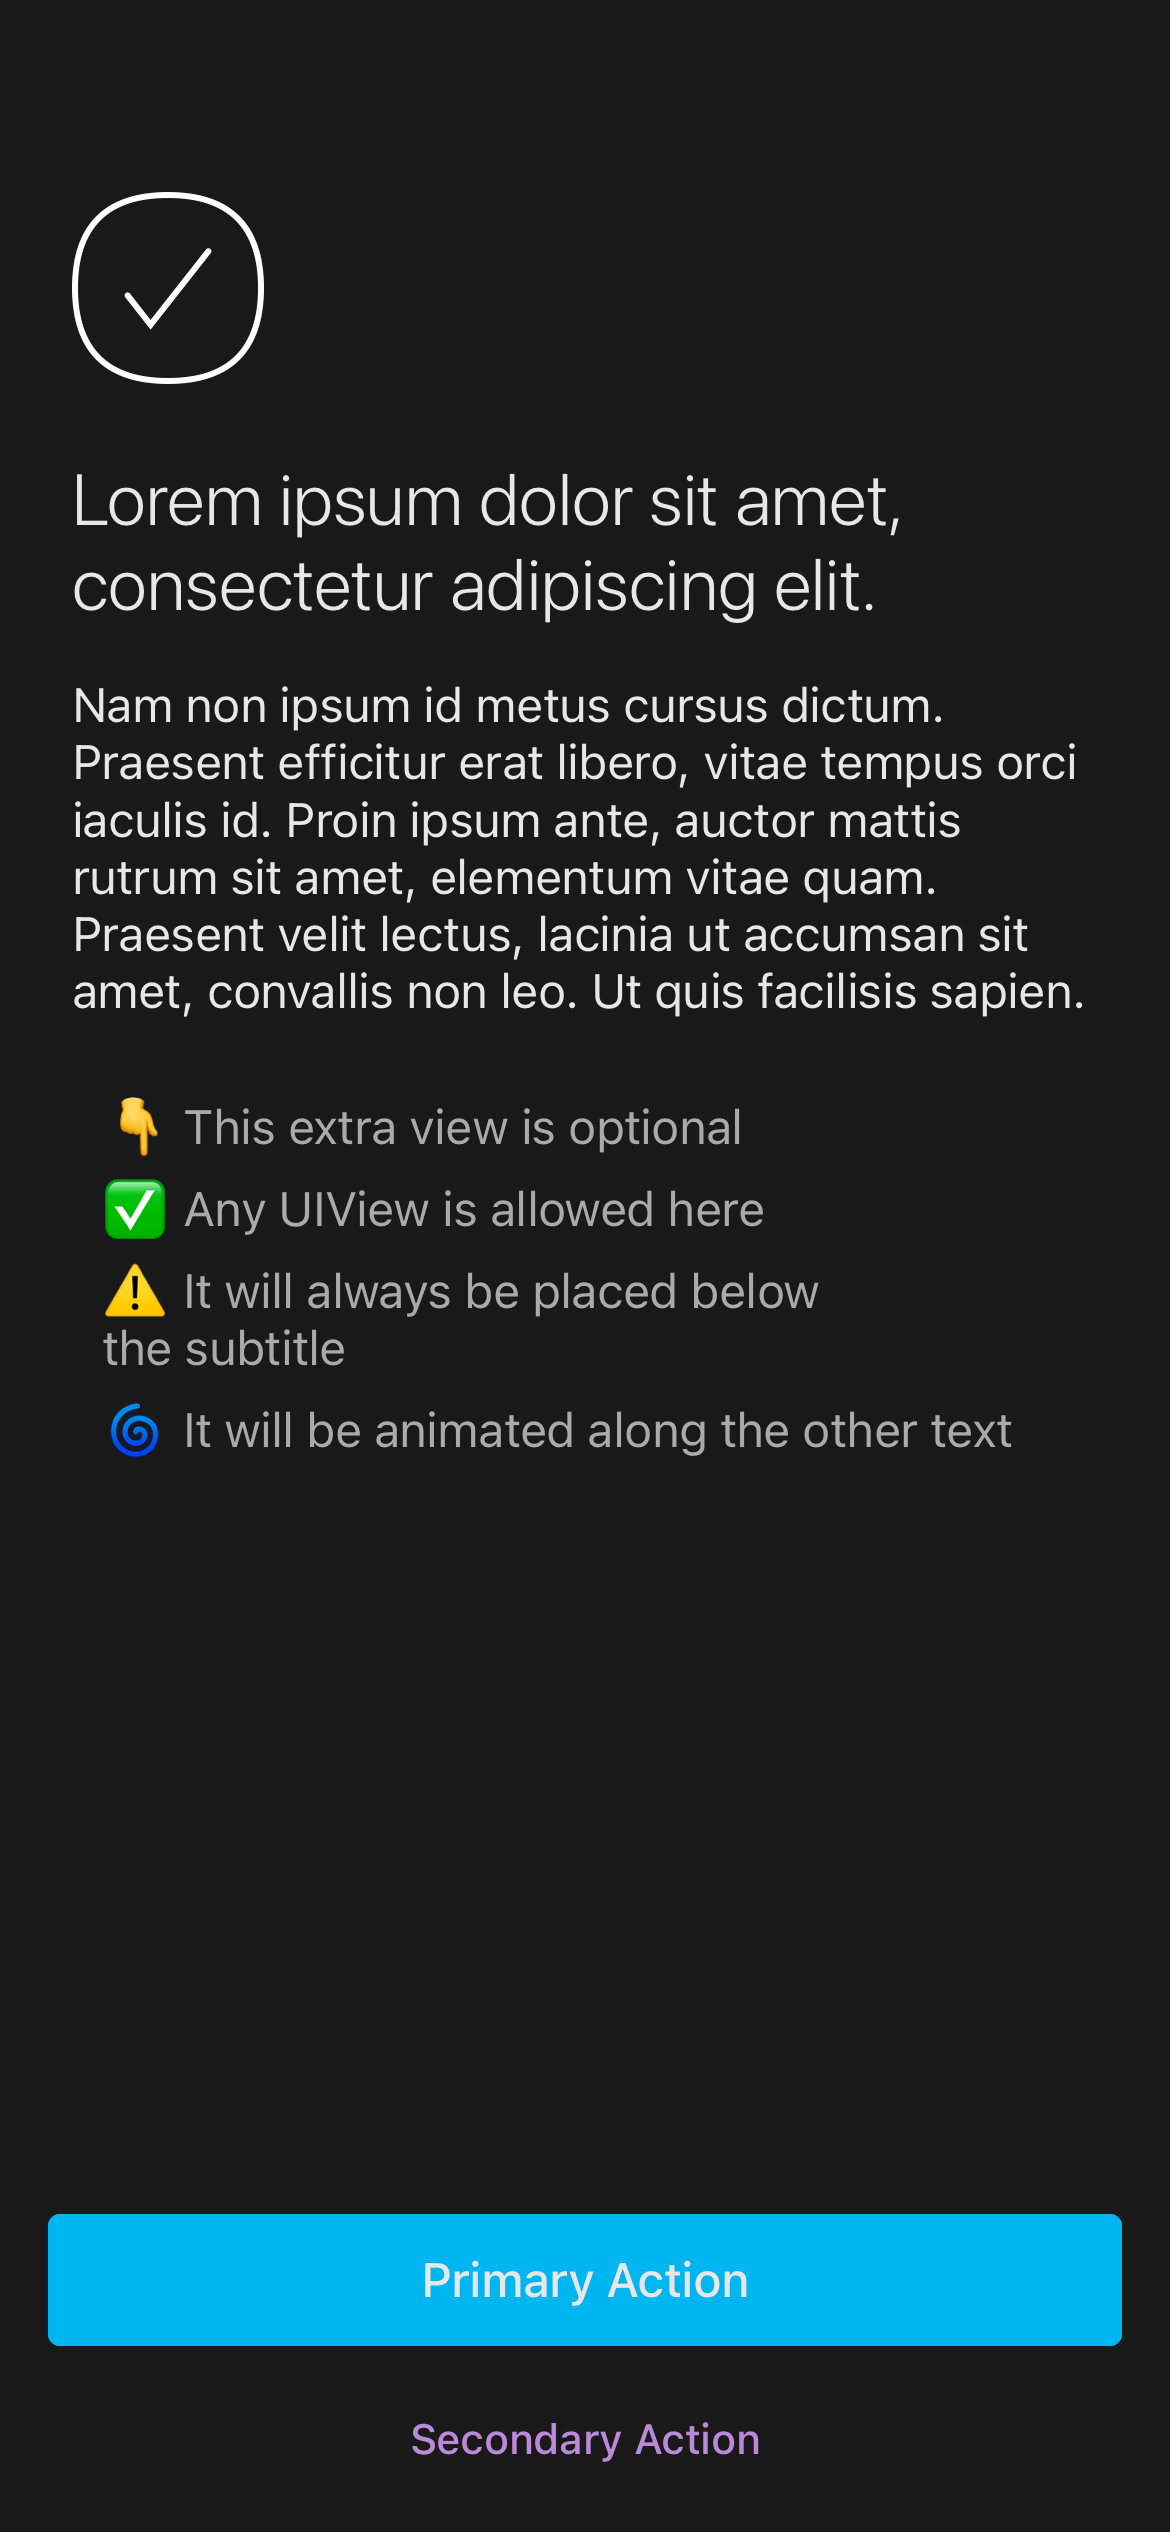 Lorem ipsum dolor sit amet,
consectetur adipiscing elit.
Nam non ipsum id metus cursus dictum.
Praesent efficitur erat libero, vitae tempus orci
iaculis id. Proin ipsum ante, auctor mattis
rutrum sit amet, elementum vitae quam.
Praesent velit lectus, lacinia ut accumsan sit
amet, convallis non leo. Ut quis facilisis sapien.
👇 This extra view is optional
✅ Any UIView is allowed here
⚠️ It will always be placed below
the subtitle
🌀 It will be animated along the other text
Primary Action
Secondary Action